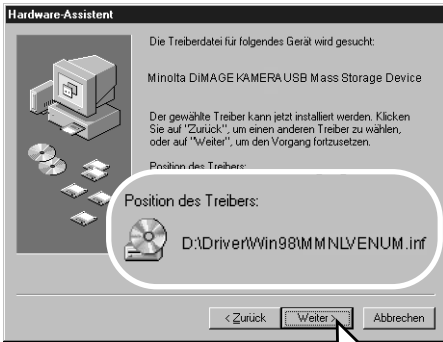 Hardware-Assistent
Die Treiberdatei für folgendes Gerät wird gesucht:
Minolta DiMAGE KAMERA USB Mass Storage Device
Der gewählte Treiber kann jetzt installiert werden. Klicken
Sie auf "Zurück", um einen anderen Treiber zu wählen,
oder auf "Weiter", um den Vorgang fortzusetzen.
Position des Treibers:
Position des Treibers:
D:\Driver\Win98\MMNLVENUM.inf
< Zurück
Weiter >
Abbrechen